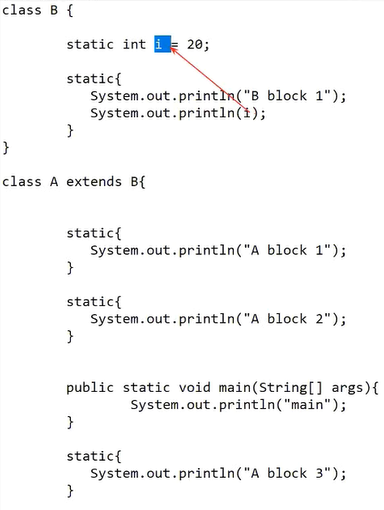 class B {
static int i = 20;
static{
System.out.println("B block 1");
System.out.println(i);
}
}
class A extends B{
static{
System.out.println("A block 1");
}
static{
System.out.println("A block 2");
}
public static void main(String[] args){
System.out.println("main");
}
static{
System.out.println("A block 3");
}